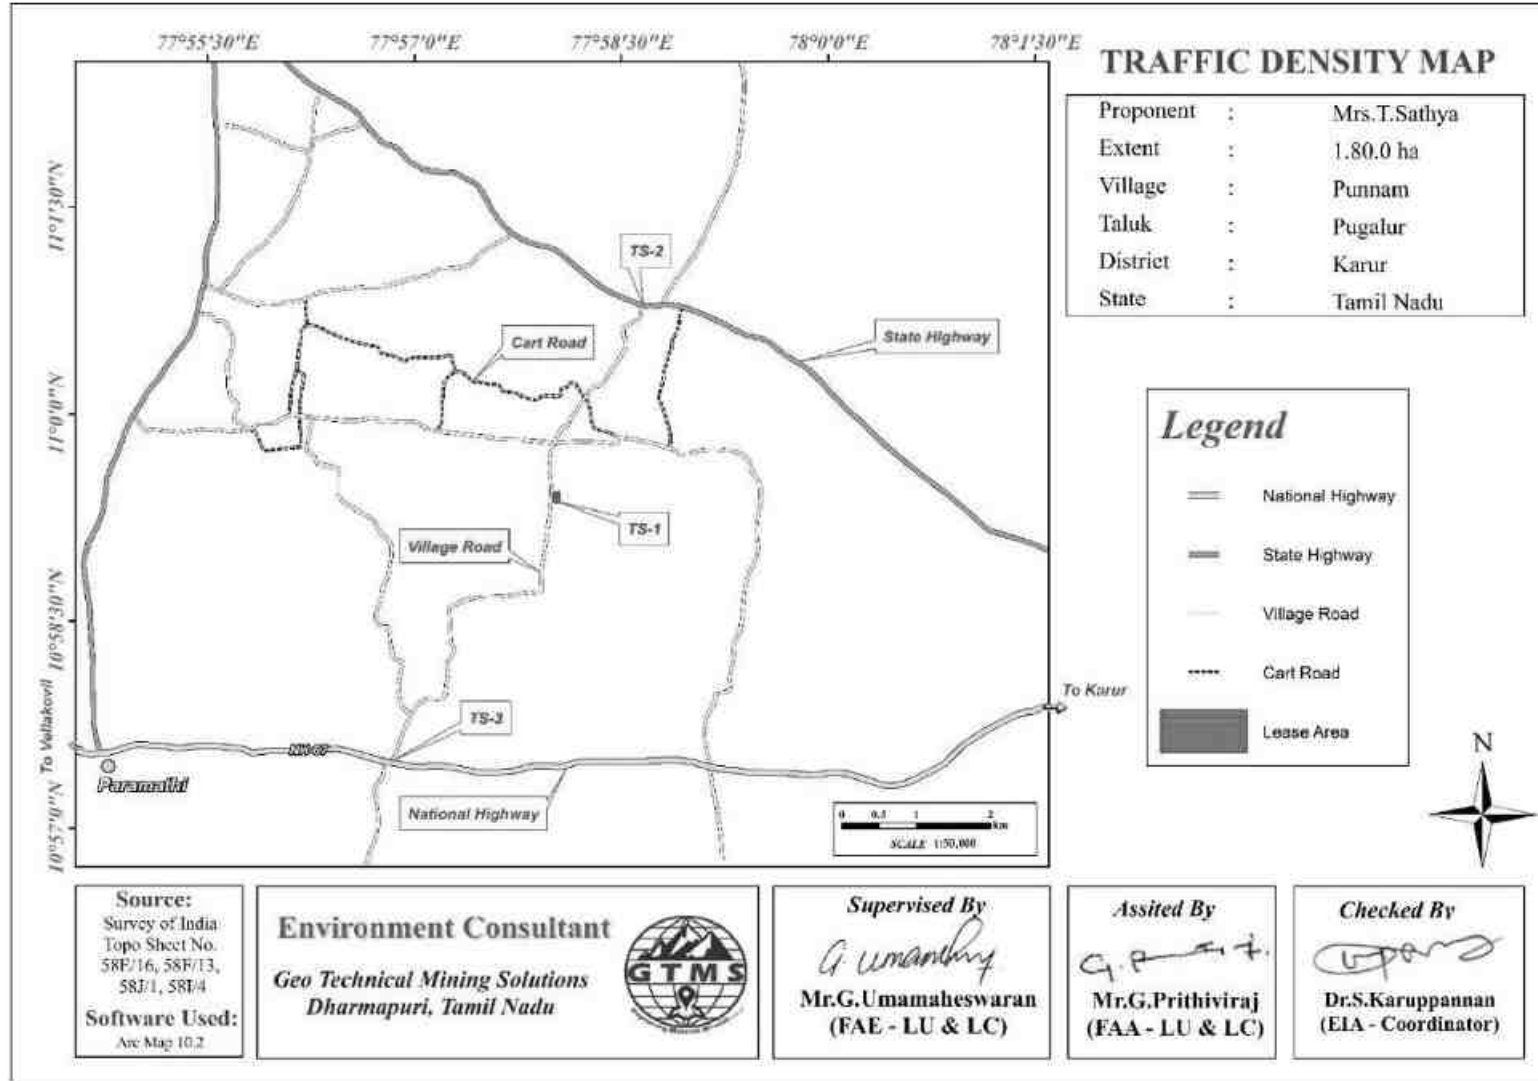 77°55'30"E
77°57'0"E
77°58'30"E
78°0'0"E
78°1'30"E
TRAFFIC DENSITY MAP
Proponent : Mrs.T.Sathya
Extent : 1.80.0 ha
Village : Punnam
Taluk : Pugalur
District : Karur
State : Tamil Nadu
11°1'30"N
11°0'0"N
10°58'30"N
10°57'0"N
To Vellakovil
TS-2
Cart Road
State Highway
TS-1
Village Road
TS-3
To Karur
NH-67
Paramathi
National Highway
0 0.5 1 2
km
SCALE 1:50,000
Legend
National Highway
State Highway
Village Road
Cart Road
Lease Area
N
Source:
Survey of India
Topo Sheet No.
58E/16, 58F/13,
58J/1, 58I/4
Software Used:
Arc Map 10.2
Environment Consultant
Geo Technical Mining Solutions
Dharmapuri, Tamil Nadu
GTMS
Supervised By
Mr.G.Umamaheswaran
(FAE - LU & LC)
Assited By
Mr.G.Prithiviraj
(FAA - LU & LC)
Checked By
Dr.S.Karuppannan
(EIA - Coordinator)